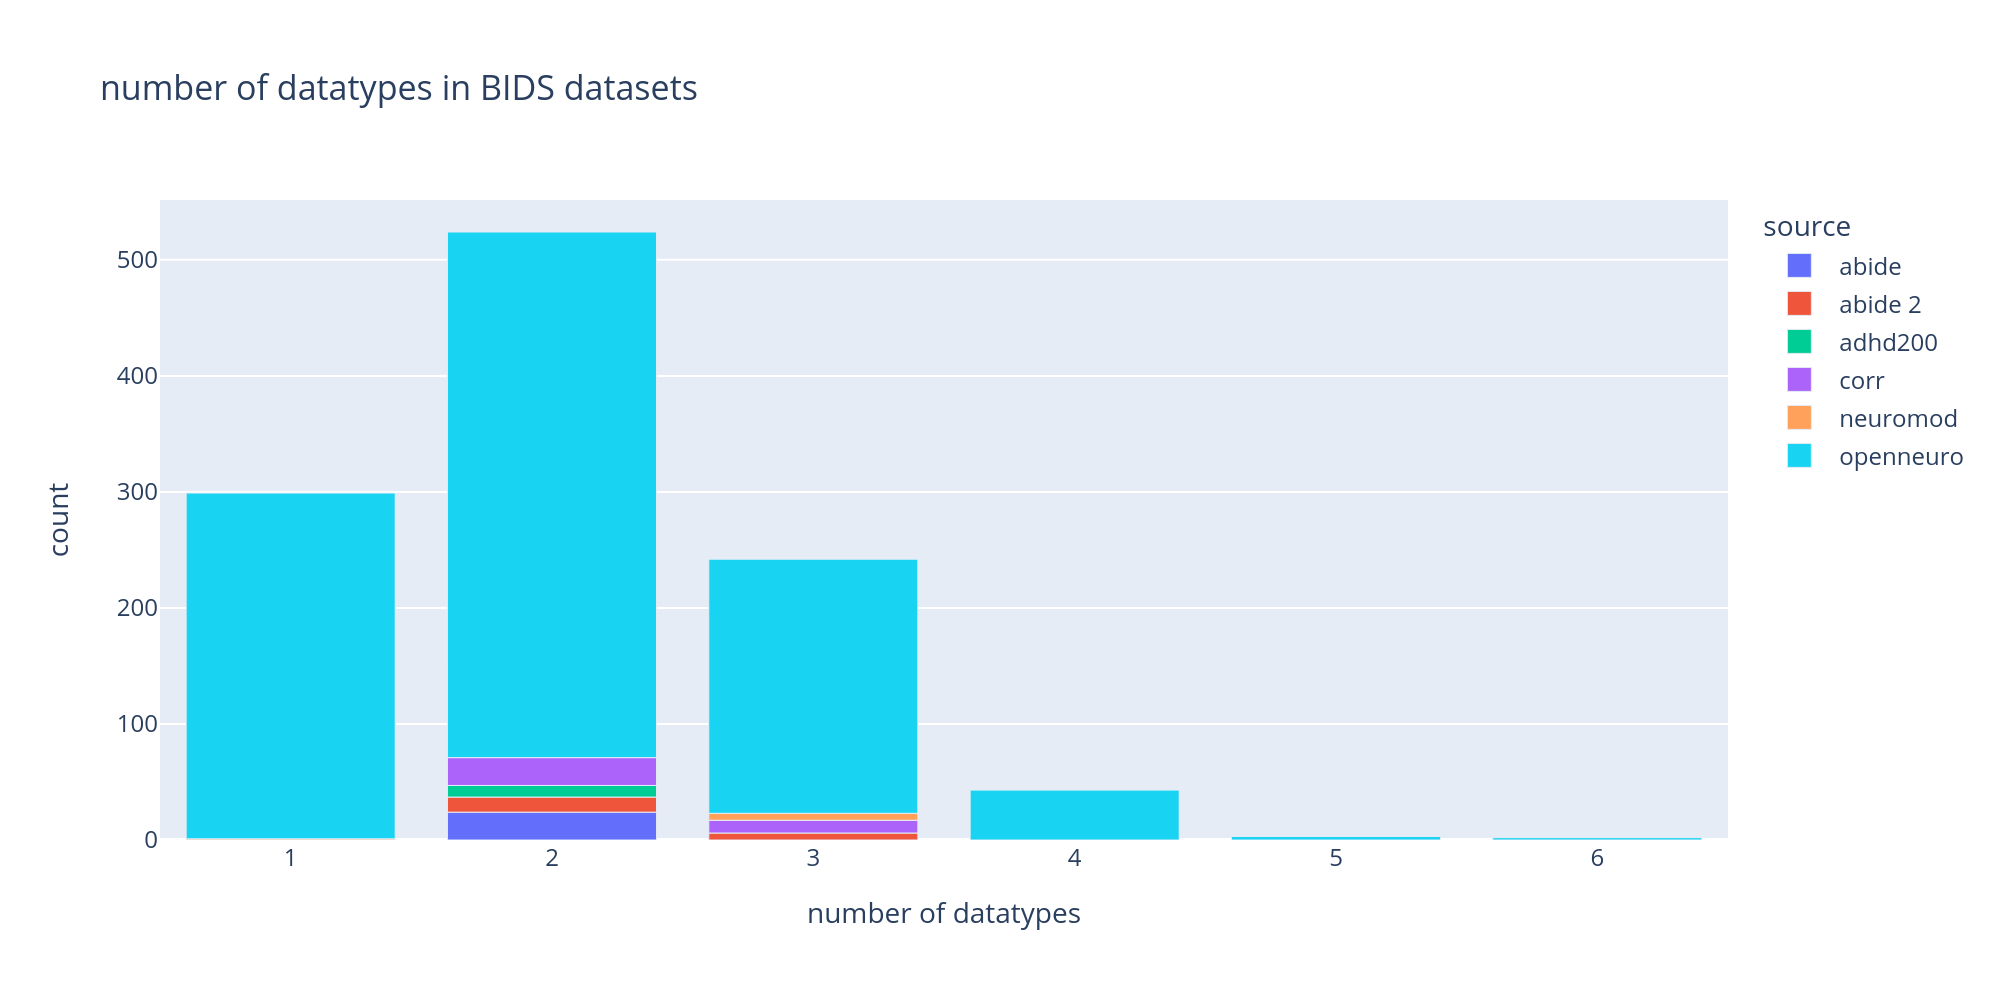 number of datatypes in BIDS datasets
source
abide
abide 2
adhd200
corr
neuromod
openneuro
count
500
400
300
200
100
0
1 2 3 4 5 6
number of datatypes